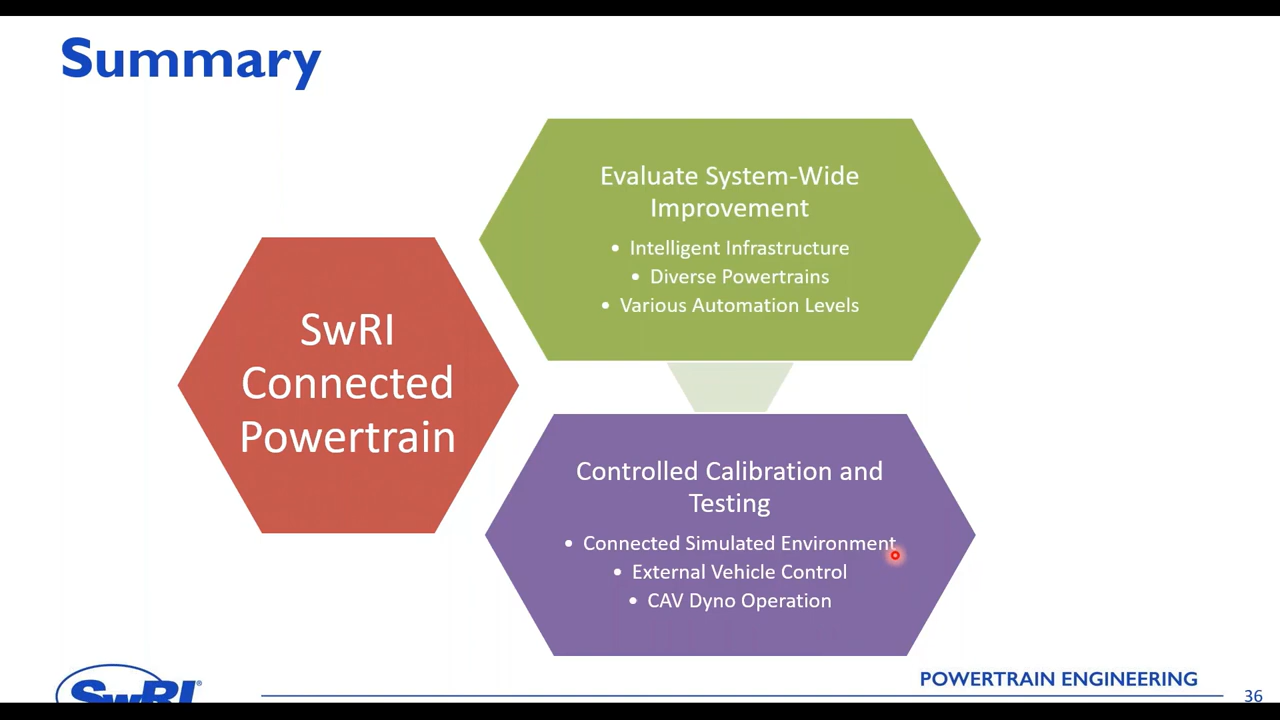 Summary
SwRI
Connected
Powertrain
Evaluate System-Wide
Improvement
• Intelligent Infrastructure
• Diverse Powertrains
• Various Automation Levels
Controlled Calibration and
Testing
• Connected Simulated Environment
• External Vehicle Control
• CAV Dyno Operation
SwRI®
POWERTRAIN ENGINEERING
36